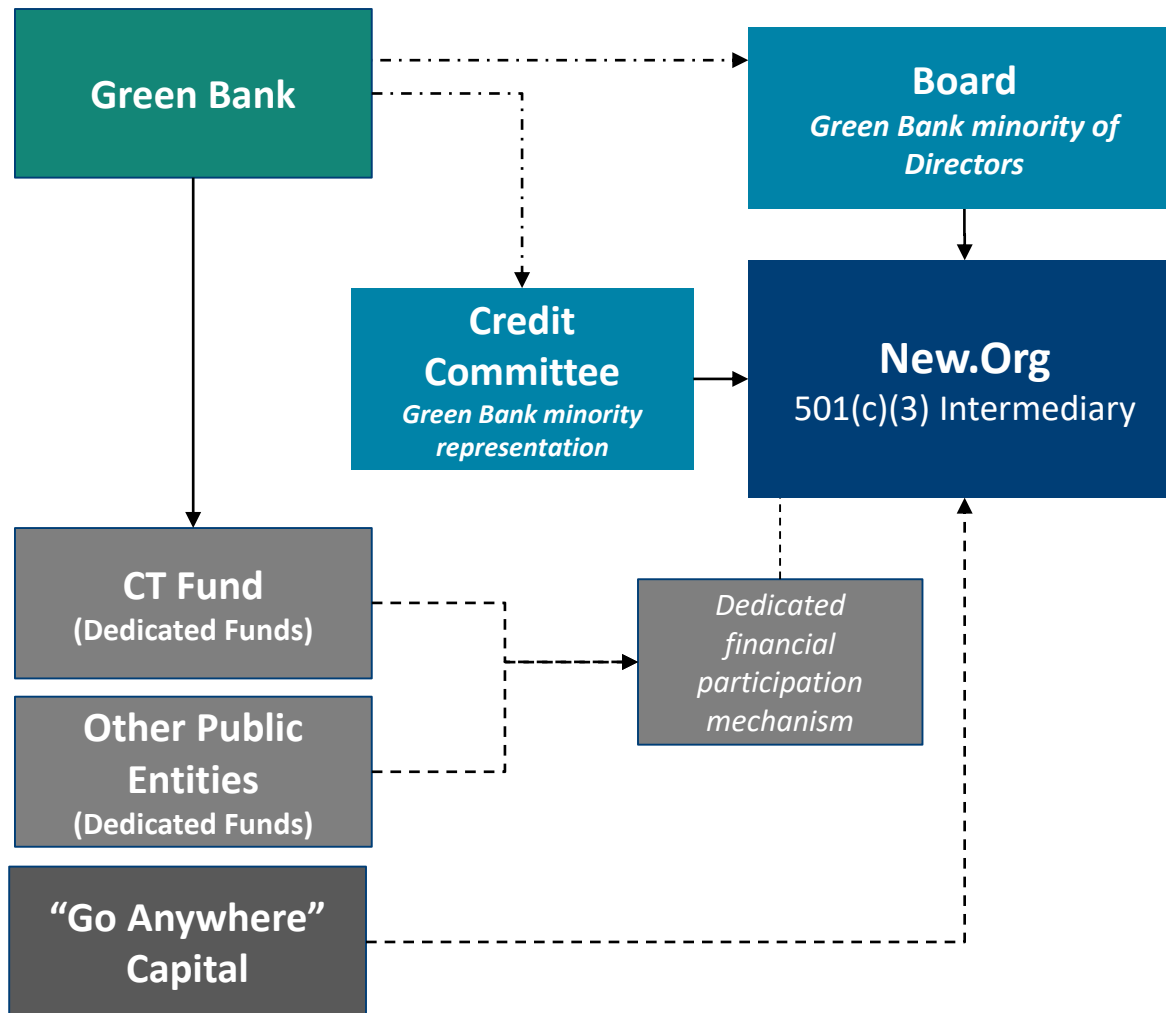 Green Bank
Board
Green Bank minority of
Directors
Credit
Committee
Green Bank minority
representation
New.Org
501(c)(3) Intermediary
CT Fund
(Dedicated Funds)
Dedicated
financial
participation
mechanism
Other Public
Entities
(Dedicated Funds)
“Go Anywhere”
Capital